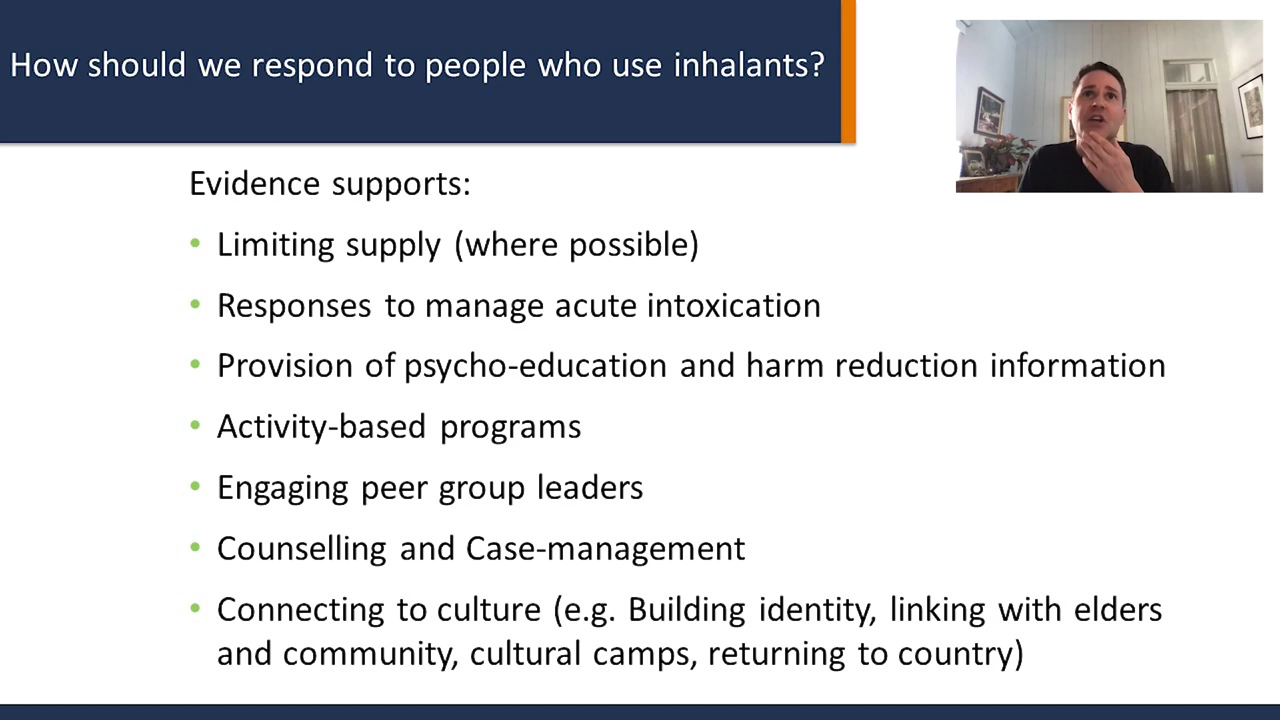 How should we respond to people who use inhalants?
Evidence supports:
• Limiting supply (where possible)
• Responses to manage acute intoxication
• Provision of psycho-education and harm reduction information
• Activity-based programs
• Engaging peer group leaders
• Counselling and Case-management
• Connecting to culture (e.g. Building identity, linking with elders
and community, cultural camps, returning to country)